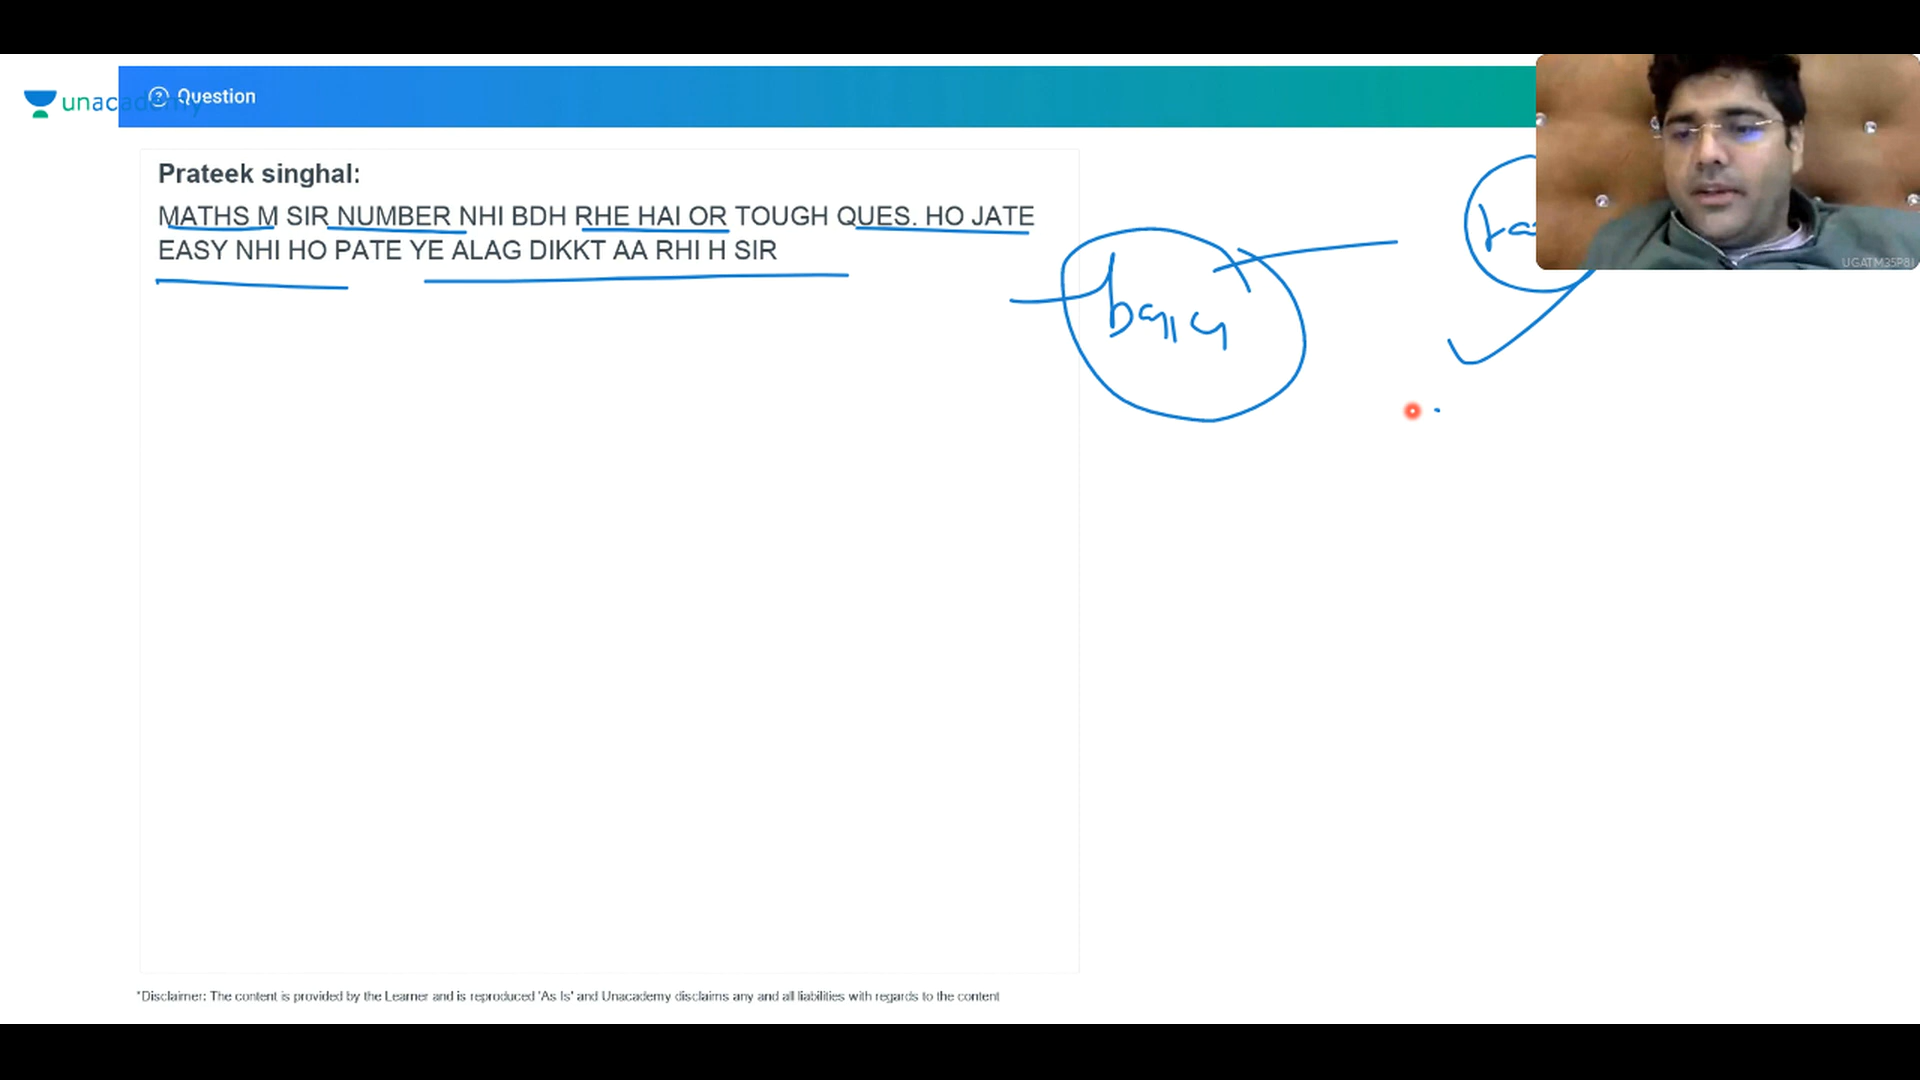 unacademy
Question
Prateek singhal:
MATHS M SIR NUMBER NHI BDH RHE HAI OR TOUGH QUES. HO JATE
EASY NHI HO PATE YE ALAG DIKKT AA RHI H SIR
UGATM35PBI
*Disclaimer: The content is provided by the Learner and is reproduced 'As Is' and Unacademy disclaims any and all liabilities with regards to the content